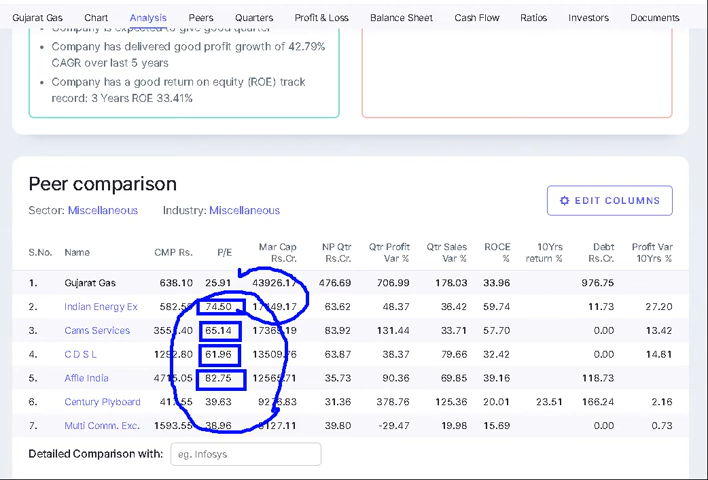 Gujarat Gas Chart Analysis Peers Quarters Profit & Loss Balance Sheet Cash Flow Ratios Investors Documents
Company is expected to give good quarter
Company has delivered good profit growth of 42.79%
CAGR over last 5 years
Company has a good return on equity (ROE) track
record: 3 Years ROE 33.41%
Peer comparison
Sector: Miscellaneous Industry: Miscellaneous
EDIT COLUMNS
S.No. Name CMP Rs. P/E Mar Cap Rs.Cr. NP Qtr Rs.Cr. Qtr Profit Var % Qtr Sales Var % ROCE % 10Yrs return % Debt Rs.Cr. Profit Var 10Yrs %
1. Gujarat Gas 638.10 25.91 43926.17 476.69 706.99 178.03 33.96 976.75
2. Indian Energy Ex 74.50 63.62 48.37 36.42 59.74 11.73 27.20
3. Cams Services 65.14 83.92 131.44 33.71 57.70 0.00 13.42
4. C D S L 61.96 63.87 38.37 79.66 32.42 0.00 14.81
5. Affle India 82.75 35.73 90.36 69.85 39.16 118.73
6. Century Plyboard 39.63 31.36 378.76 125.36 20.01 23.51 166.24 2.16
7. Multi Comm. Exc. 1593.55 38.96 39.80 -29.47 19.98 15.69 0.00 0.73
Detailed Comparison with: eg. Infosys